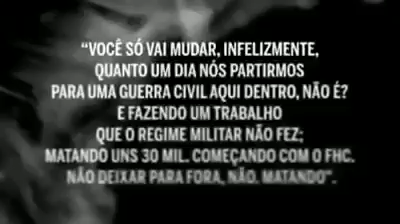 “VOCÊ SÓ VAI MUDAR, INFELIZMENTE,
QUANTO UM DIA NÓS PARTIRMOS
PARA UMA GUERRA CIVIL AQUI DENTRO, NÃO É?
E FAZENDO UM TRABALHO
QUE O REGIME MILITAR NÃO FEZ;
MATANDO UNS 30 MIL. COMEÇANDO COM O FHC.
NÃO DEIXAR PARA FORA, NÃO. MATANDO”.